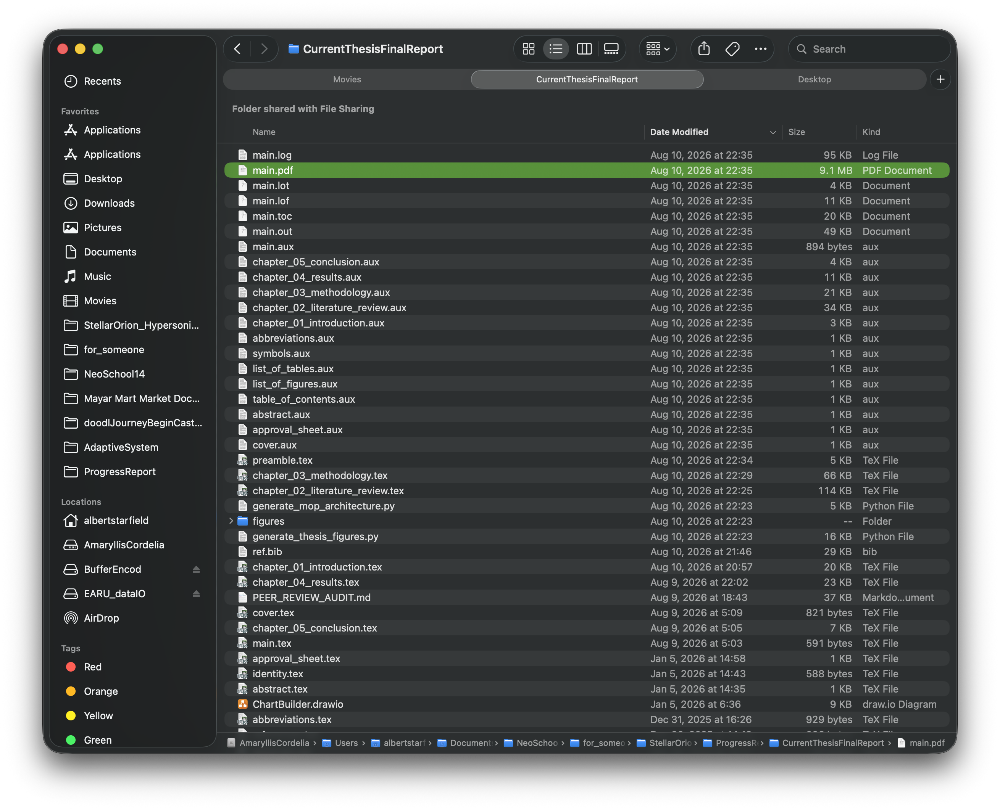 CurrentThesisFinalReport
Search
Movies
CurrentThesisFinalReport
Desktop
Folder shared with File Sharing
Recents
Favorites
Applications
Applications
Desktop
Downloads
Pictures
Documents
Music
Movies
StellarOrion_Hypersoni...
for_someone
NeoSchool14
Mayar Mart Market Doc...
doodlJourneyBeginCast...
AdaptiveSystem
ProgressReport
Locations
albertstarfield
AmaryllisCordelia
BufferEncod
EARU_dataIO
AirDrop
Tags
Red
Orange
Yellow
Green
Name Date Modified Size Kind
main.log Aug 10, 2026 at 22:35 95 KB Log File
main.pdf Aug 10, 2026 at 22:35 9.1 MB PDF Document
main.lot Aug 10, 2026 at 22:35 4 KB Document
main.lof Aug 10, 2026 at 22:35 11 KB Document
main.toc Aug 10, 2026 at 22:35 20 KB Document
main.out Aug 10, 2026 at 22:35 49 KB Document
main.aux Aug 10, 2026 at 22:35 894 bytes aux
chapter_05_conclusion.aux Aug 10, 2026 at 22:35 4 KB aux
chapter_04_results.aux Aug 10, 2026 at 22:35 11 KB aux
chapter_03_methodology.aux Aug 10, 2026 at 22:35 21 KB aux
chapter_02_literature_review.aux Aug 10, 2026 at 22:35 34 KB aux
chapter_01_introduction.aux Aug 10, 2026 at 22:35 3 KB aux
abbreviations.aux Aug 10, 2026 at 22:35 1 KB aux
symbols.aux Aug 10, 2026 at 22:35 1 KB aux
list_of_tables.aux Aug 10, 2026 at 22:35 1 KB aux
list_of_figures.aux Aug 10, 2026 at 22:35 1 KB aux
table_of_contents.aux Aug 10, 2026 at 22:35 1 KB aux
abstract.aux Aug 10, 2026 at 22:35 1 KB aux
approval_sheet.aux Aug 10, 2026 at 22:35 1 KB aux
cover.aux Aug 10, 2026 at 22:35 1 KB aux
preamble.tex Aug 10, 2026 at 22:34 5 KB TeX File
chapter_03_methodology.tex Aug 10, 2026 at 22:29 66 KB TeX File
chapter_02_literature_review.tex Aug 10, 2026 at 22:25 114 KB TeX File
generate_mop_architecture.py Aug 10, 2026 at 22:23 5 KB Python File
figures Aug 10, 2026 at 22:23 -- Folder
generate_thesis_figures.py Aug 10, 2026 at 22:23 16 KB Python File
ref.bib Aug 10, 2026 at 21:46 29 KB bib
chapter_01_introduction.tex Aug 10, 2026 at 20:57 20 KB TeX File
chapter_04_results.tex Aug 9, 2026 at 22:02 23 KB TeX File
PEER_REVIEW_AUDIT.md Aug 9, 2026 at 18:43 37 KB Markdo...ument
cover.tex Aug 9, 2026 at 5:09 821 bytes TeX File
chapter_05_conclusion.tex Aug 9, 2026 at 5:05 7 KB TeX File
main.tex Aug 9, 2026 at 5:03 591 bytes TeX File
approval_sheet.tex Jan 5, 2026 at 14:58 1 KB TeX File
identity.tex Jan 5, 2026 at 14:43 588 bytes TeX File
abstract.tex Jan 5, 2026 at 14:35 1 KB TeX File
ChartBuilder.drawio Jan 5, 2026 at 6:36 9 KB draw.io Diagram
abbreviations.tex Dec 31, 2025 at 16:26 929 bytes TeX File
AmaryllisCordelia › Users › albertstarf › Document › NeoSchoo › for_someo › StellarOrio › ProgressR › CurrentThesisFinalReport › main.pdf